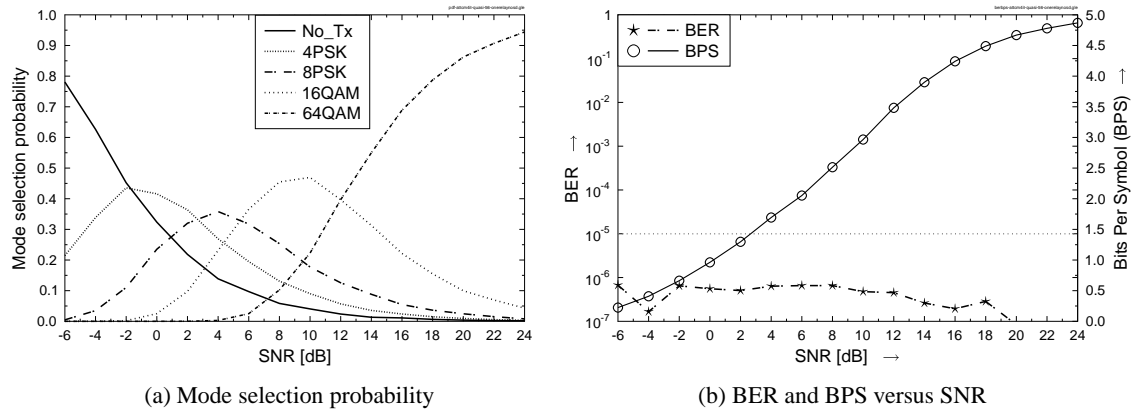 pdf-attomit-quasi-66-overlaynosd.gle
1.0
0.9
0.8
0.7
0.6
0.5
0.4
0.3
0.2
0.1
0.0
Mode selection probability
No_Tx
4PSK
8PSK
16QAM
64QAM
-6 -4 -2 0 2 4 6 8 10 12 14 16 18 20 22 24
SNR [dB]
(a) Mode selection probability
1
10-1
10-2
10-3
10-4
10-5
10-6
10-7
BER →
BER
BPS
5.0
4.5
4.0
3.5
3.0
2.5
2.0
1.5
1.0
0.5
0.0
Bits Per Symbol (BPS) →
-6 -4 -2 0 2 4 6 8 10 12 14 16 18 20 22 24
SNR [dB] →
(b) BER and BPS versus SNR